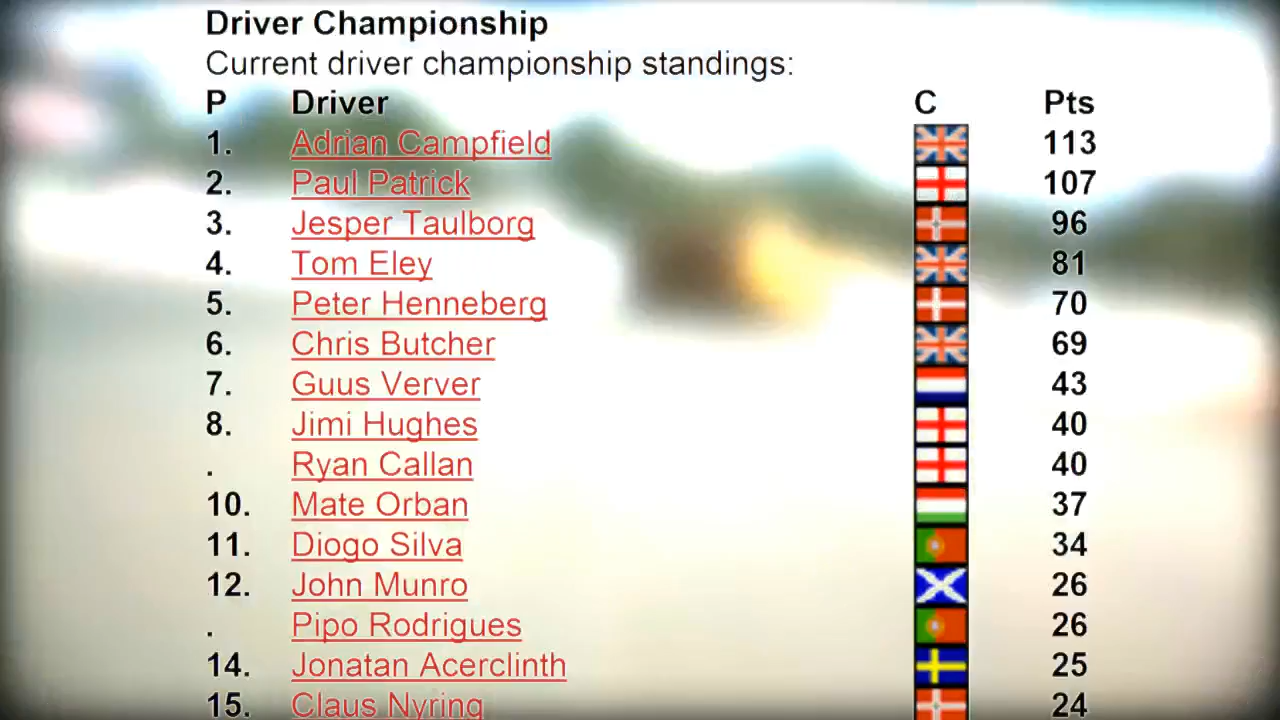 Driver Championship
Current driver championship standings:
P Driver C Pts
1. Adrian Campfield 113
2. Paul Patrick 107
3. Jesper Taulborg 96
4. Tom Eley 81
5. Peter Henneberg 70
6. Chris Butcher 69
7. Guus Verver 43
8. Jimi Hughes 40
. Ryan Callan 40
10. Mate Orban 37
11. Diogo Silva 34
12. John Munro 26
. Pipo Rodrigues 26
14. Jonatan Acerclinth 25
15. Claus Nyring 24